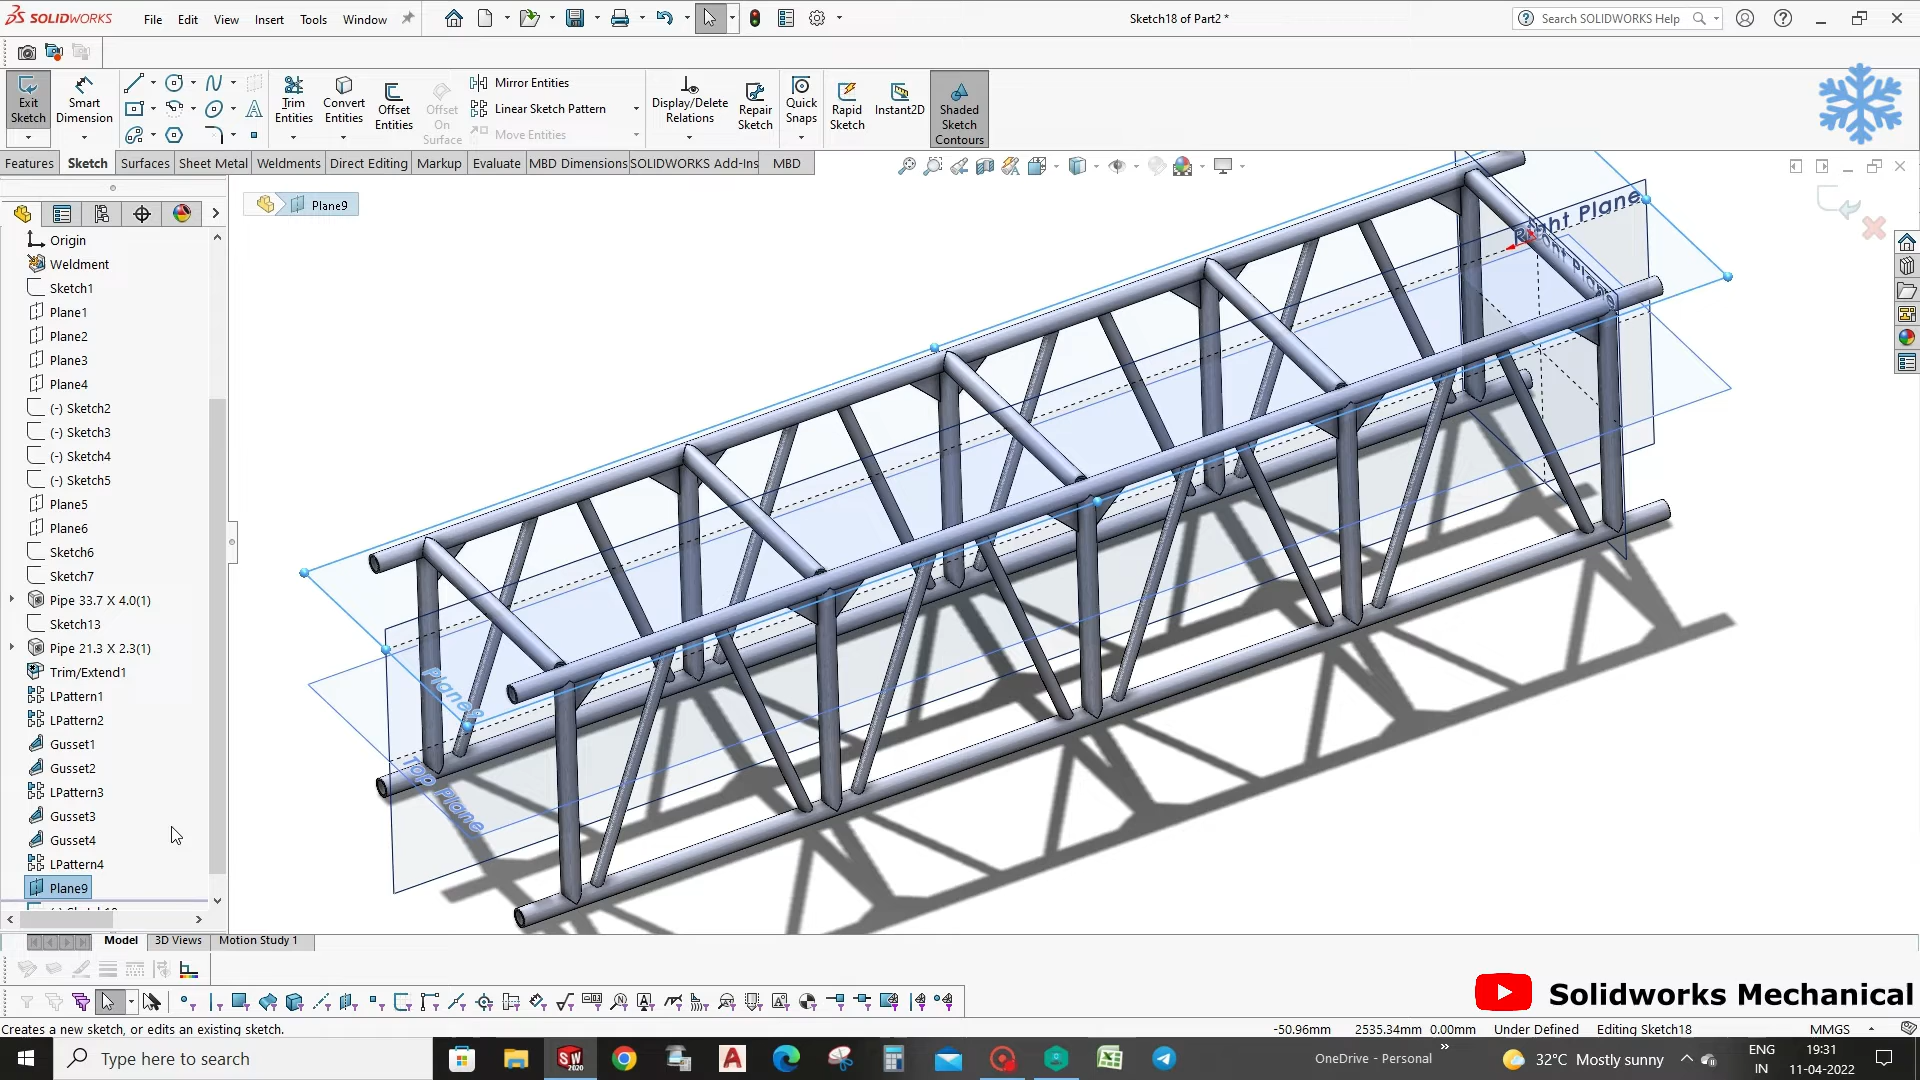 SOLIDWORKS File Edit View Insert Tools Window Sketch18 of Part2 * Search SOLIDWORKS Help
Exit Sketch
Smart Dimension
Trim Entities
Convert Entities
Offset Entities
Offset On Surface
Mirror Entities
Linear Sketch Pattern
Move Entities
Display/Delete Relations
Repair Sketch
Quick Snaps
Rapid Sketch
Instant2D
Shaded Sketch Contours
Features Sketch Surfaces Sheet Metal Weldments Direct Editing Markup Evaluate MBD Dimensions SOLIDWORKS Add-Ins MBD
Plane9
Origin
Weldment
Sketch1
Plane1
Plane2
Plane3
Plane4
(-) Sketch2
(-) Sketch3
(-) Sketch4
(-) Sketch5
Plane5
Plane6
Sketch6
Sketch7
Pipe 33.7 X 4.0(1)
Sketch13
Pipe 21.3 X 2.3(1)
Trim/Extend1
LPattern1
LPattern2
Gusset1
Gusset2
LPattern3
Gusset3
Gusset4
LPattern4
Plane9
Right Plane
Front Plane
Plane9
Top Plane
Model 3D Views Motion Study 1
Solidworks Mechanical
Creates a new sketch, or edits an existing sketch. -50.96mm 2535.34mm 0.00mm Under Defined Editing Sketch18 MMGS
Type here to search
SW 2020
OneDrive - Personal
32°C Mostly sunny
ENG IN
19:31
11-04-2022